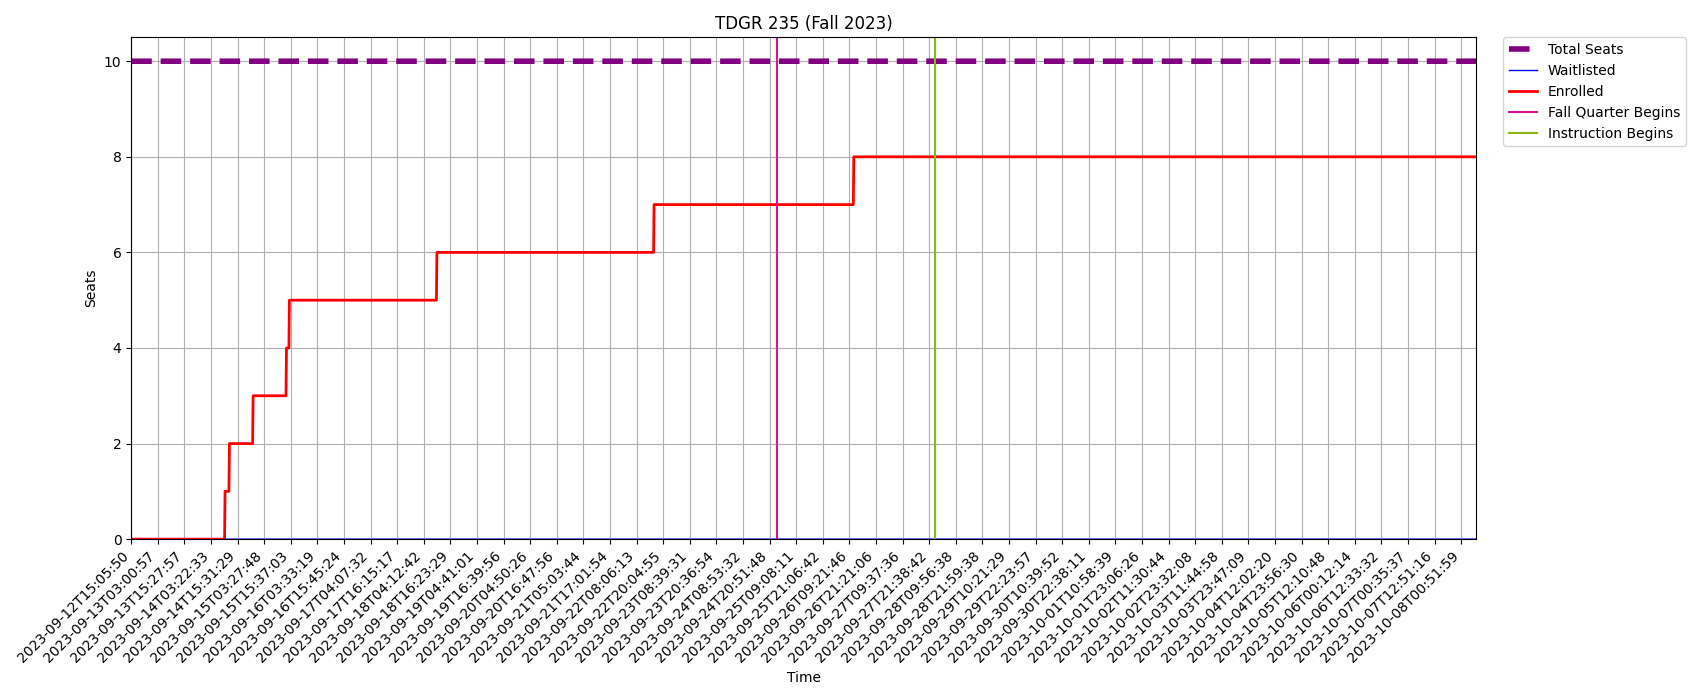 TDGR 235 (Fall 2023)
Total Seats
Waitlisted
Enrolled
Fall Quarter Begins
Instruction Begins
10
8
6
4
2
0
Seats
2023-09-12T15:05:50
2023-09-13T03:00:57
2023-09-13T15:27:57
2023-09-14T03:22:33
2023-09-14T15:31:29
2023-09-15T03:27:48
2023-09-15T15:37:03
2023-09-16T03:33:19
2023-09-16T15:45:24
2023-09-17T04:07:32
2023-09-17T16:15:17
2023-09-18T04:12:42
2023-09-18T16:23:29
2023-09-19T04:41:01
2023-09-19T16:39:56
2023-09-20T04:50:26
2023-09-20T16:47:56
2023-09-21T05:03:44
2023-09-21T17:01:54
2023-09-22T08:06:13
2023-09-22T20:04:55
2023-09-23T08:39:31
2023-09-23T20:36:54
2023-09-24T08:53:32
2023-09-24T20:51:48
2023-09-25T09:08:11
2023-09-25T21:06:42
2023-09-26T09:21:46
2023-09-26T21:21:06
2023-09-27T09:37:36
2023-09-27T21:38:42
2023-09-28T09:56:38
2023-09-28T21:59:38
2023-09-29T10:21:29
2023-09-29T22:23:57
2023-09-30T10:39:52
2023-09-30T22:38:11
2023-10-01T10:58:39
2023-10-01T23:06:26
2023-10-02T11:30:44
2023-10-02T23:32:08
2023-10-03T11:44:58
2023-10-03T23:47:09
2023-10-04T12:02:20
2023-10-04T23:56:30
2023-10-05T12:10:48
2023-10-06T00:12:14
2023-10-06T12:33:32
2023-10-07T00:35:37
2023-10-07T12:51:16
2023-10-08T00:51:59
Time